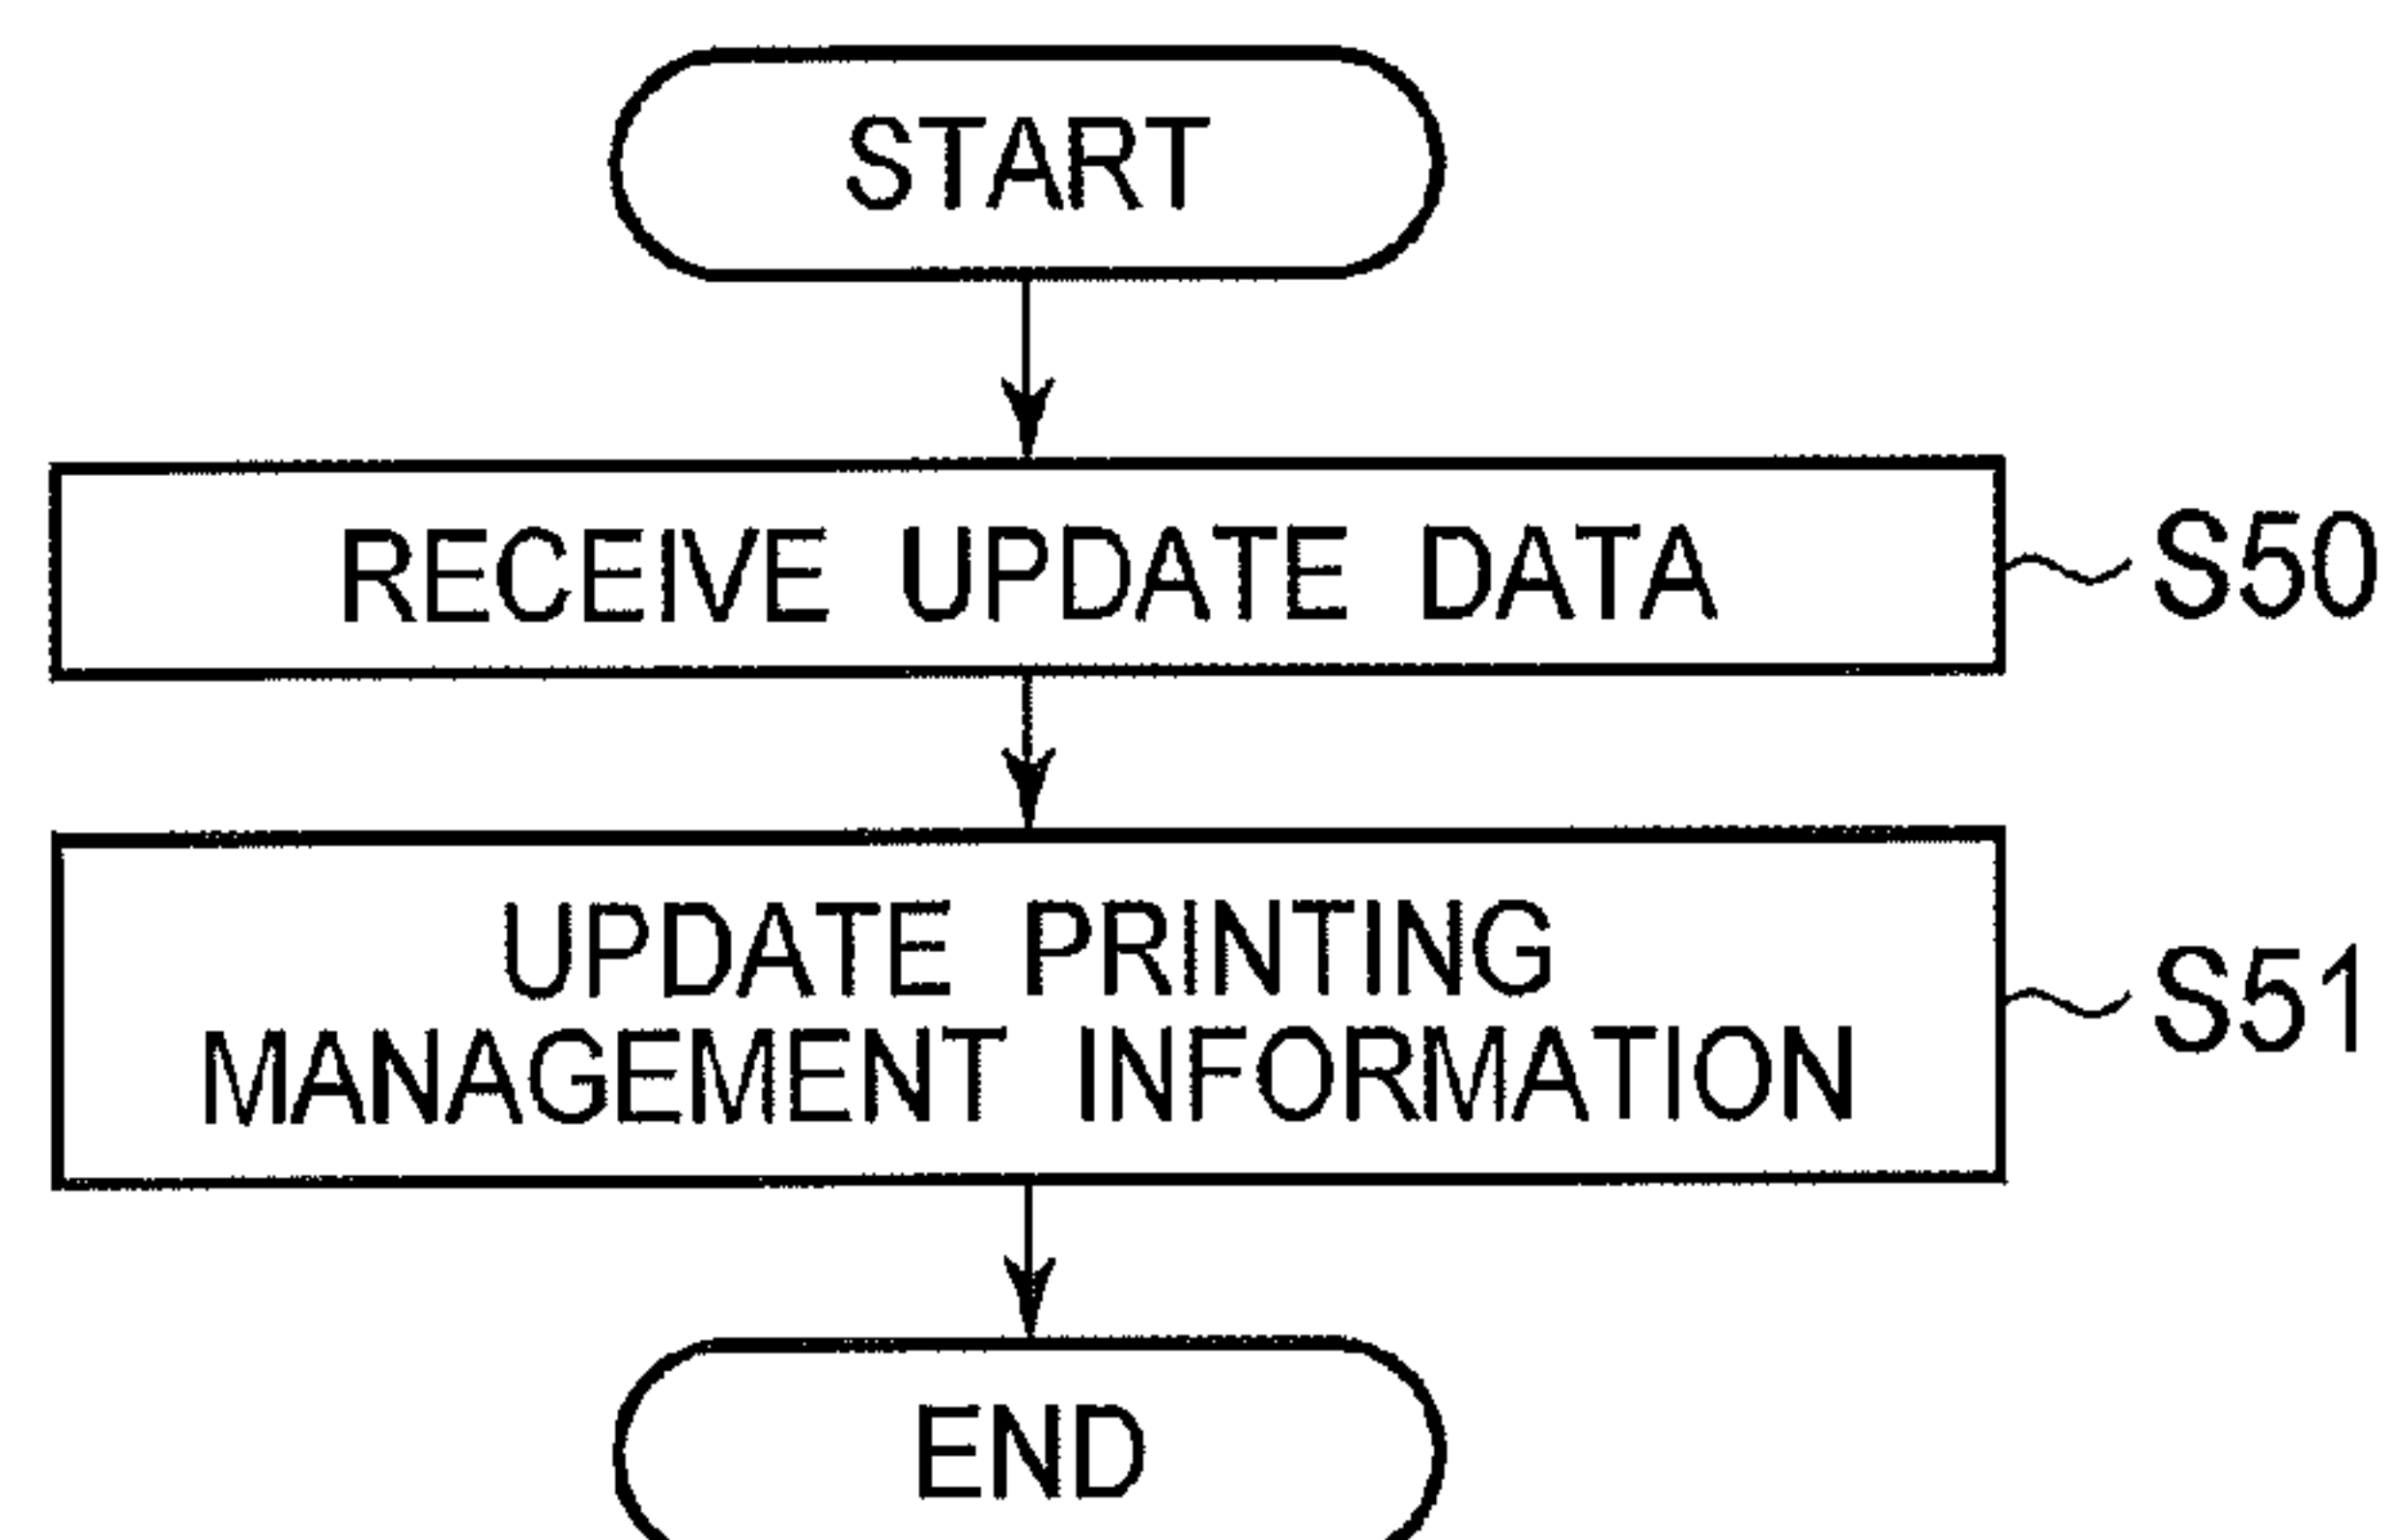 START
RECEIVE UPDATE DATA
S50
UPDATE PRINTING
MANAGEMENT INFORMATION
S51
END